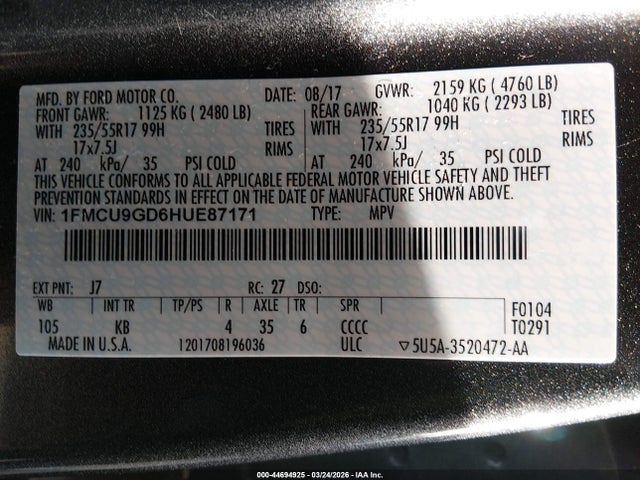 MFD. BY FORD MOTOR CO. DATE: 08/17 GVWR: 2159 KG ( 4760 LB)
FRONT GAWR: 1125 KG ( 2480 LB) REAR GAWR: 1040 KG ( 2293 LB)
WITH 235/55R17 99H TIRES WITH 235/55R17 99H TIRES
17x7.5J RIMS 17x7.5J RIMS
AT 240 kPa/ 35 PSI COLD AT 240 kPa/ 35 PSI COLD
THIS VEHICLE CONFORMS TO ALL APPLICABLE FEDERAL MOTOR VEHICLE SAFETY AND THEFT
PREVENTION STANDARDS IN EFFECT ON THE DATE OF MANUFACTURE SHOWN ABOVE.
VIN: 1FMCU9GD6HUE87171 TYPE: MPV
EXT PNT: J7 RC: 27 DSO:
WB INT TR TP/PS R AXLE TR SPR F0104
105 KB 4 35 6 CCCC T0291
MADE IN U.S.A. 1201708196036 ULC ▽5U5A-3520472-AA
000-44694925 - 03/24/2026 - IAA Inc.